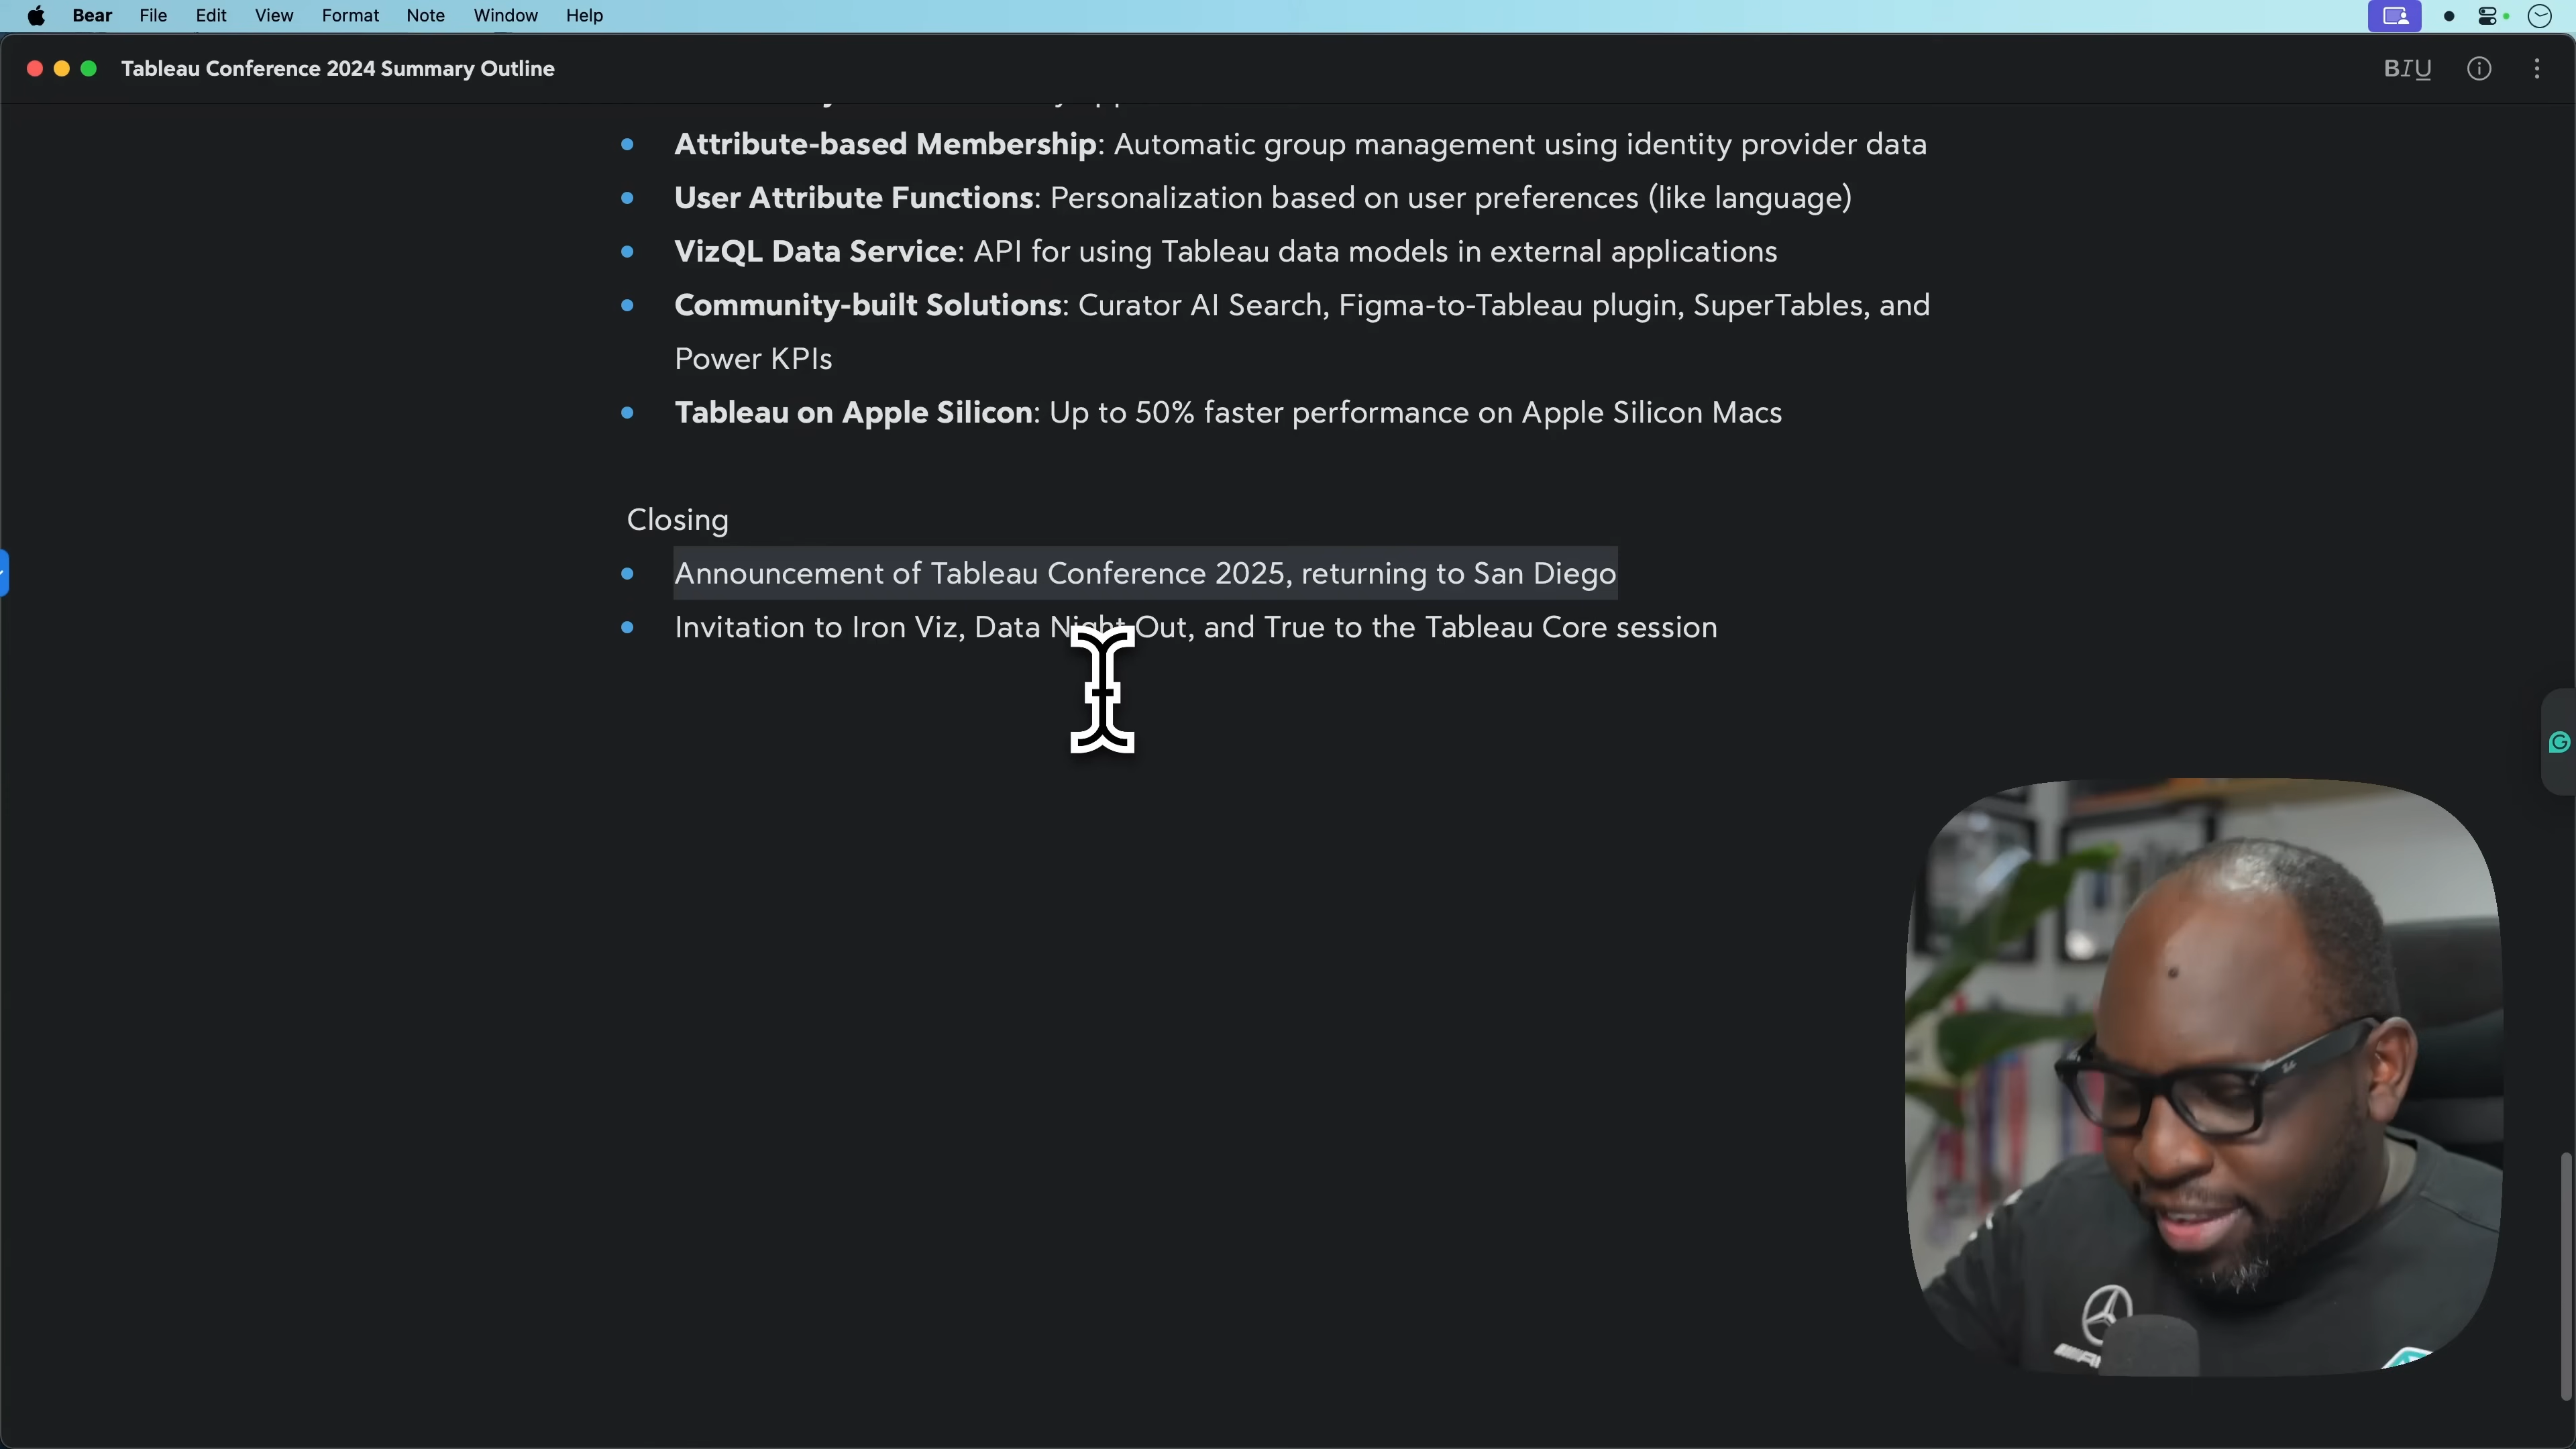 Bear File Edit View Format Note Window Help
Tableau Conference 2024 Summary Outline
BIU
Attribute-based Membership: Automatic group management using identity provider data
User Attribute Functions: Personalization based on user preferences (like language)
VizQL Data Service: API for using Tableau data models in external applications
Community-built Solutions: Curator AI Search, Figma-to-Tableau plugin, SuperTables, and
Power KPIs
Tableau on Apple Silicon: Up to 50% faster performance on Apple Silicon Macs
Closing
Announcement of Tableau Conference 2025, returning to San Diego
Invitation to Iron Viz, Data Night Out, and True to the Tableau Core session